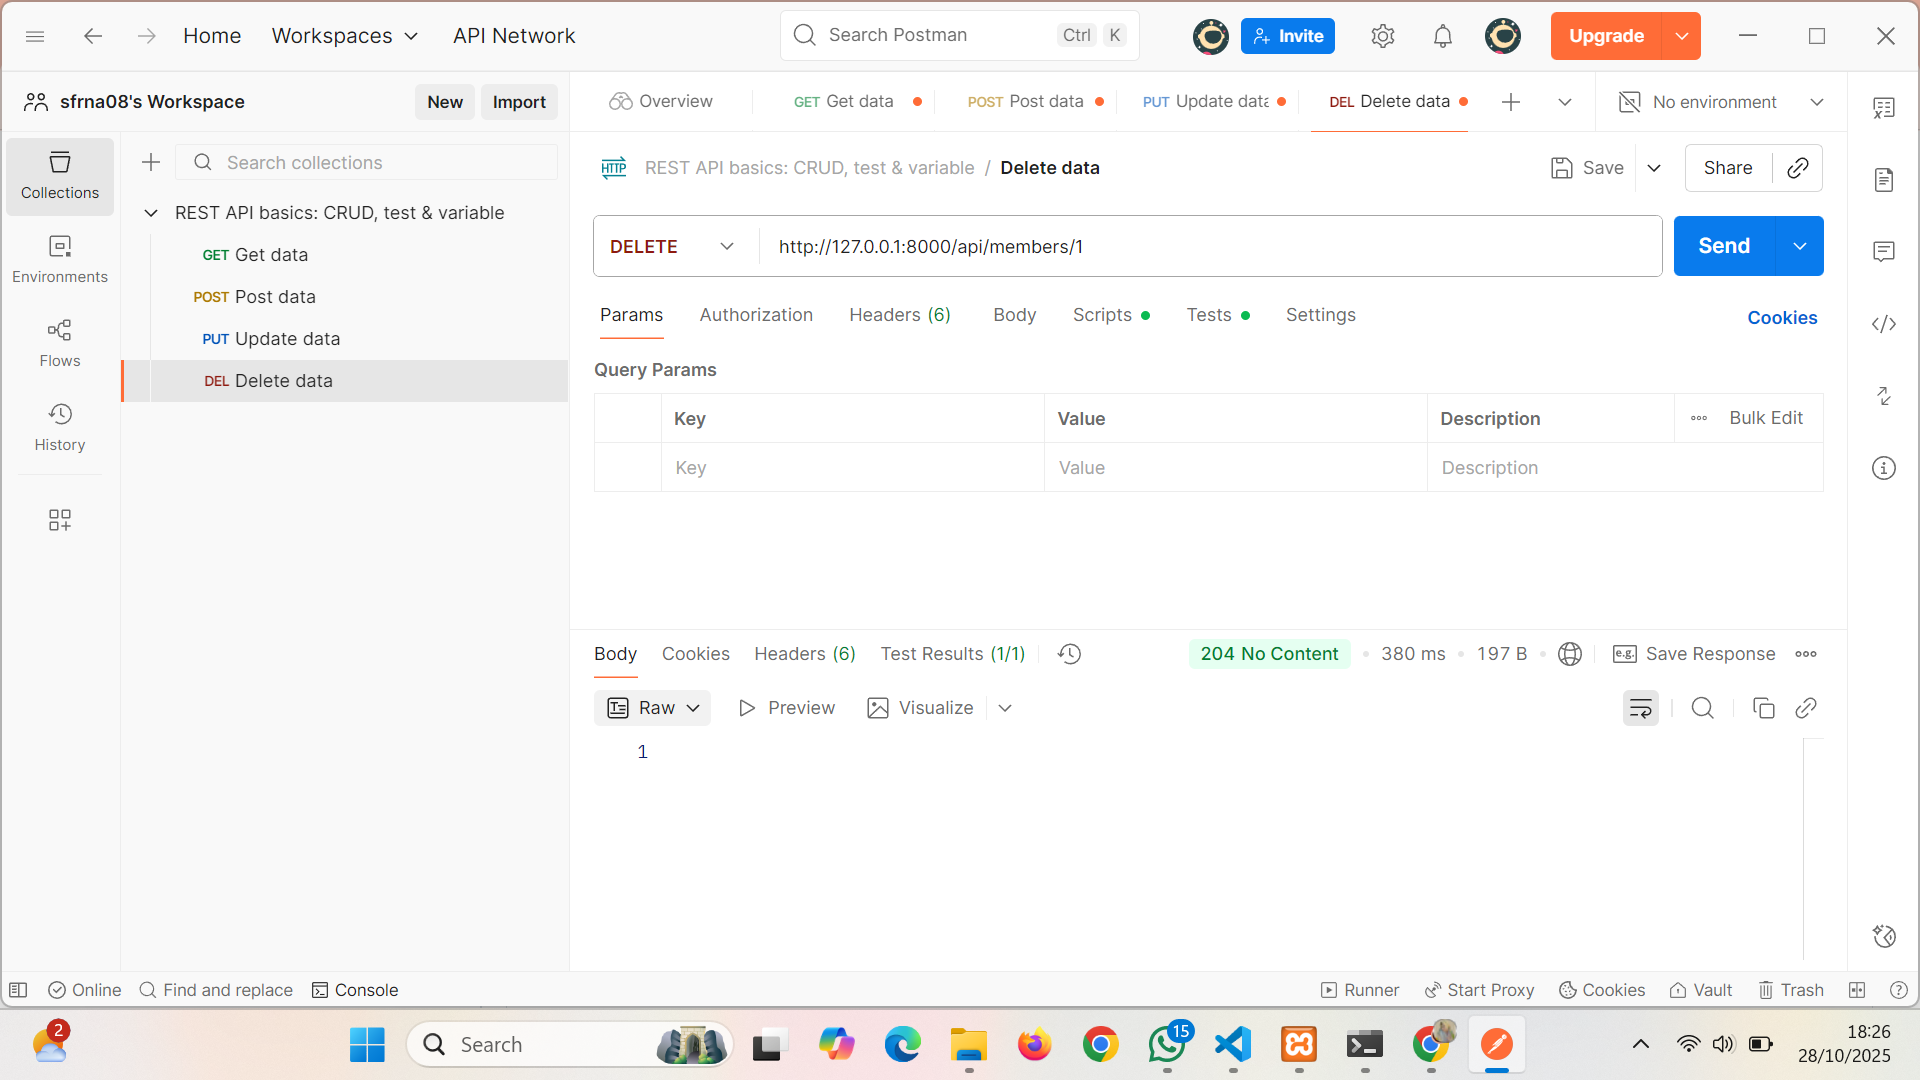 Home Workspaces API Network Search Postman Ctrl K Invite Upgrade
sfrna08's Workspace New Import
Overview GET Get data POST Post data PUT Update data DEL Delete data No environment
Collections
Environments
Flows
History
Search collections
REST API basics: CRUD, test & variable
GET Get data
POST Post data
PUT Update data
DEL Delete data
HTTP REST API basics: CRUD, test & variable / Delete data Save Share
DELETE http://127.0.0.1:8000/api/members/1 Send
Params Authorization Headers (6) Body Scripts Tests Settings Cookies
Query Params
Key Value Description Bulk Edit
Key Value Description
Body Cookies Headers (6) Test Results (1/1) 204 No Content 380 ms 197 B e.g. Save Response
Raw Preview Visualize
1
Online Find and replace Console Runner Start Proxy Cookies Vault Trash
2 Search 15 18:26
28/10/2025